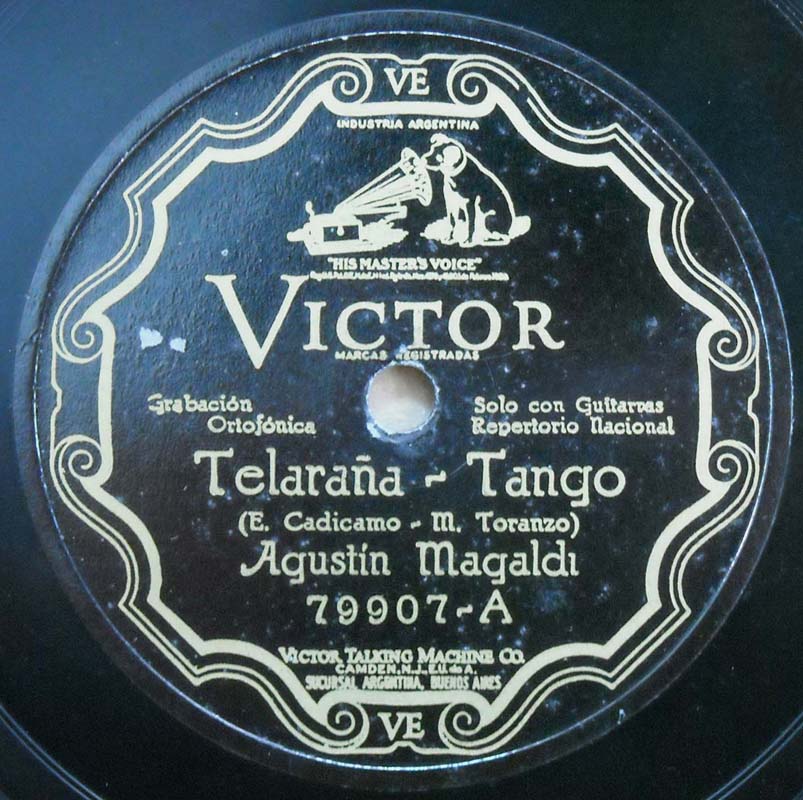 VE
INDUSTRIA ARGENTINA
"HIS MASTER'S VOICE"
VICTOR
MARCAS REGISTRADAS
Grabación
Ortofónica
Solo con Guitarras
Repertorio Nacional
Telaraña - Tango
(E. Cadicamo - M. Toranzo)
Agustín Magaldi
79907-A
VICTOR TALKING MACHINE CO.
CAMDEN, N.J., E.U. de A.
SUCURSAL ARGENTINA, BUENOS AIRES
VE